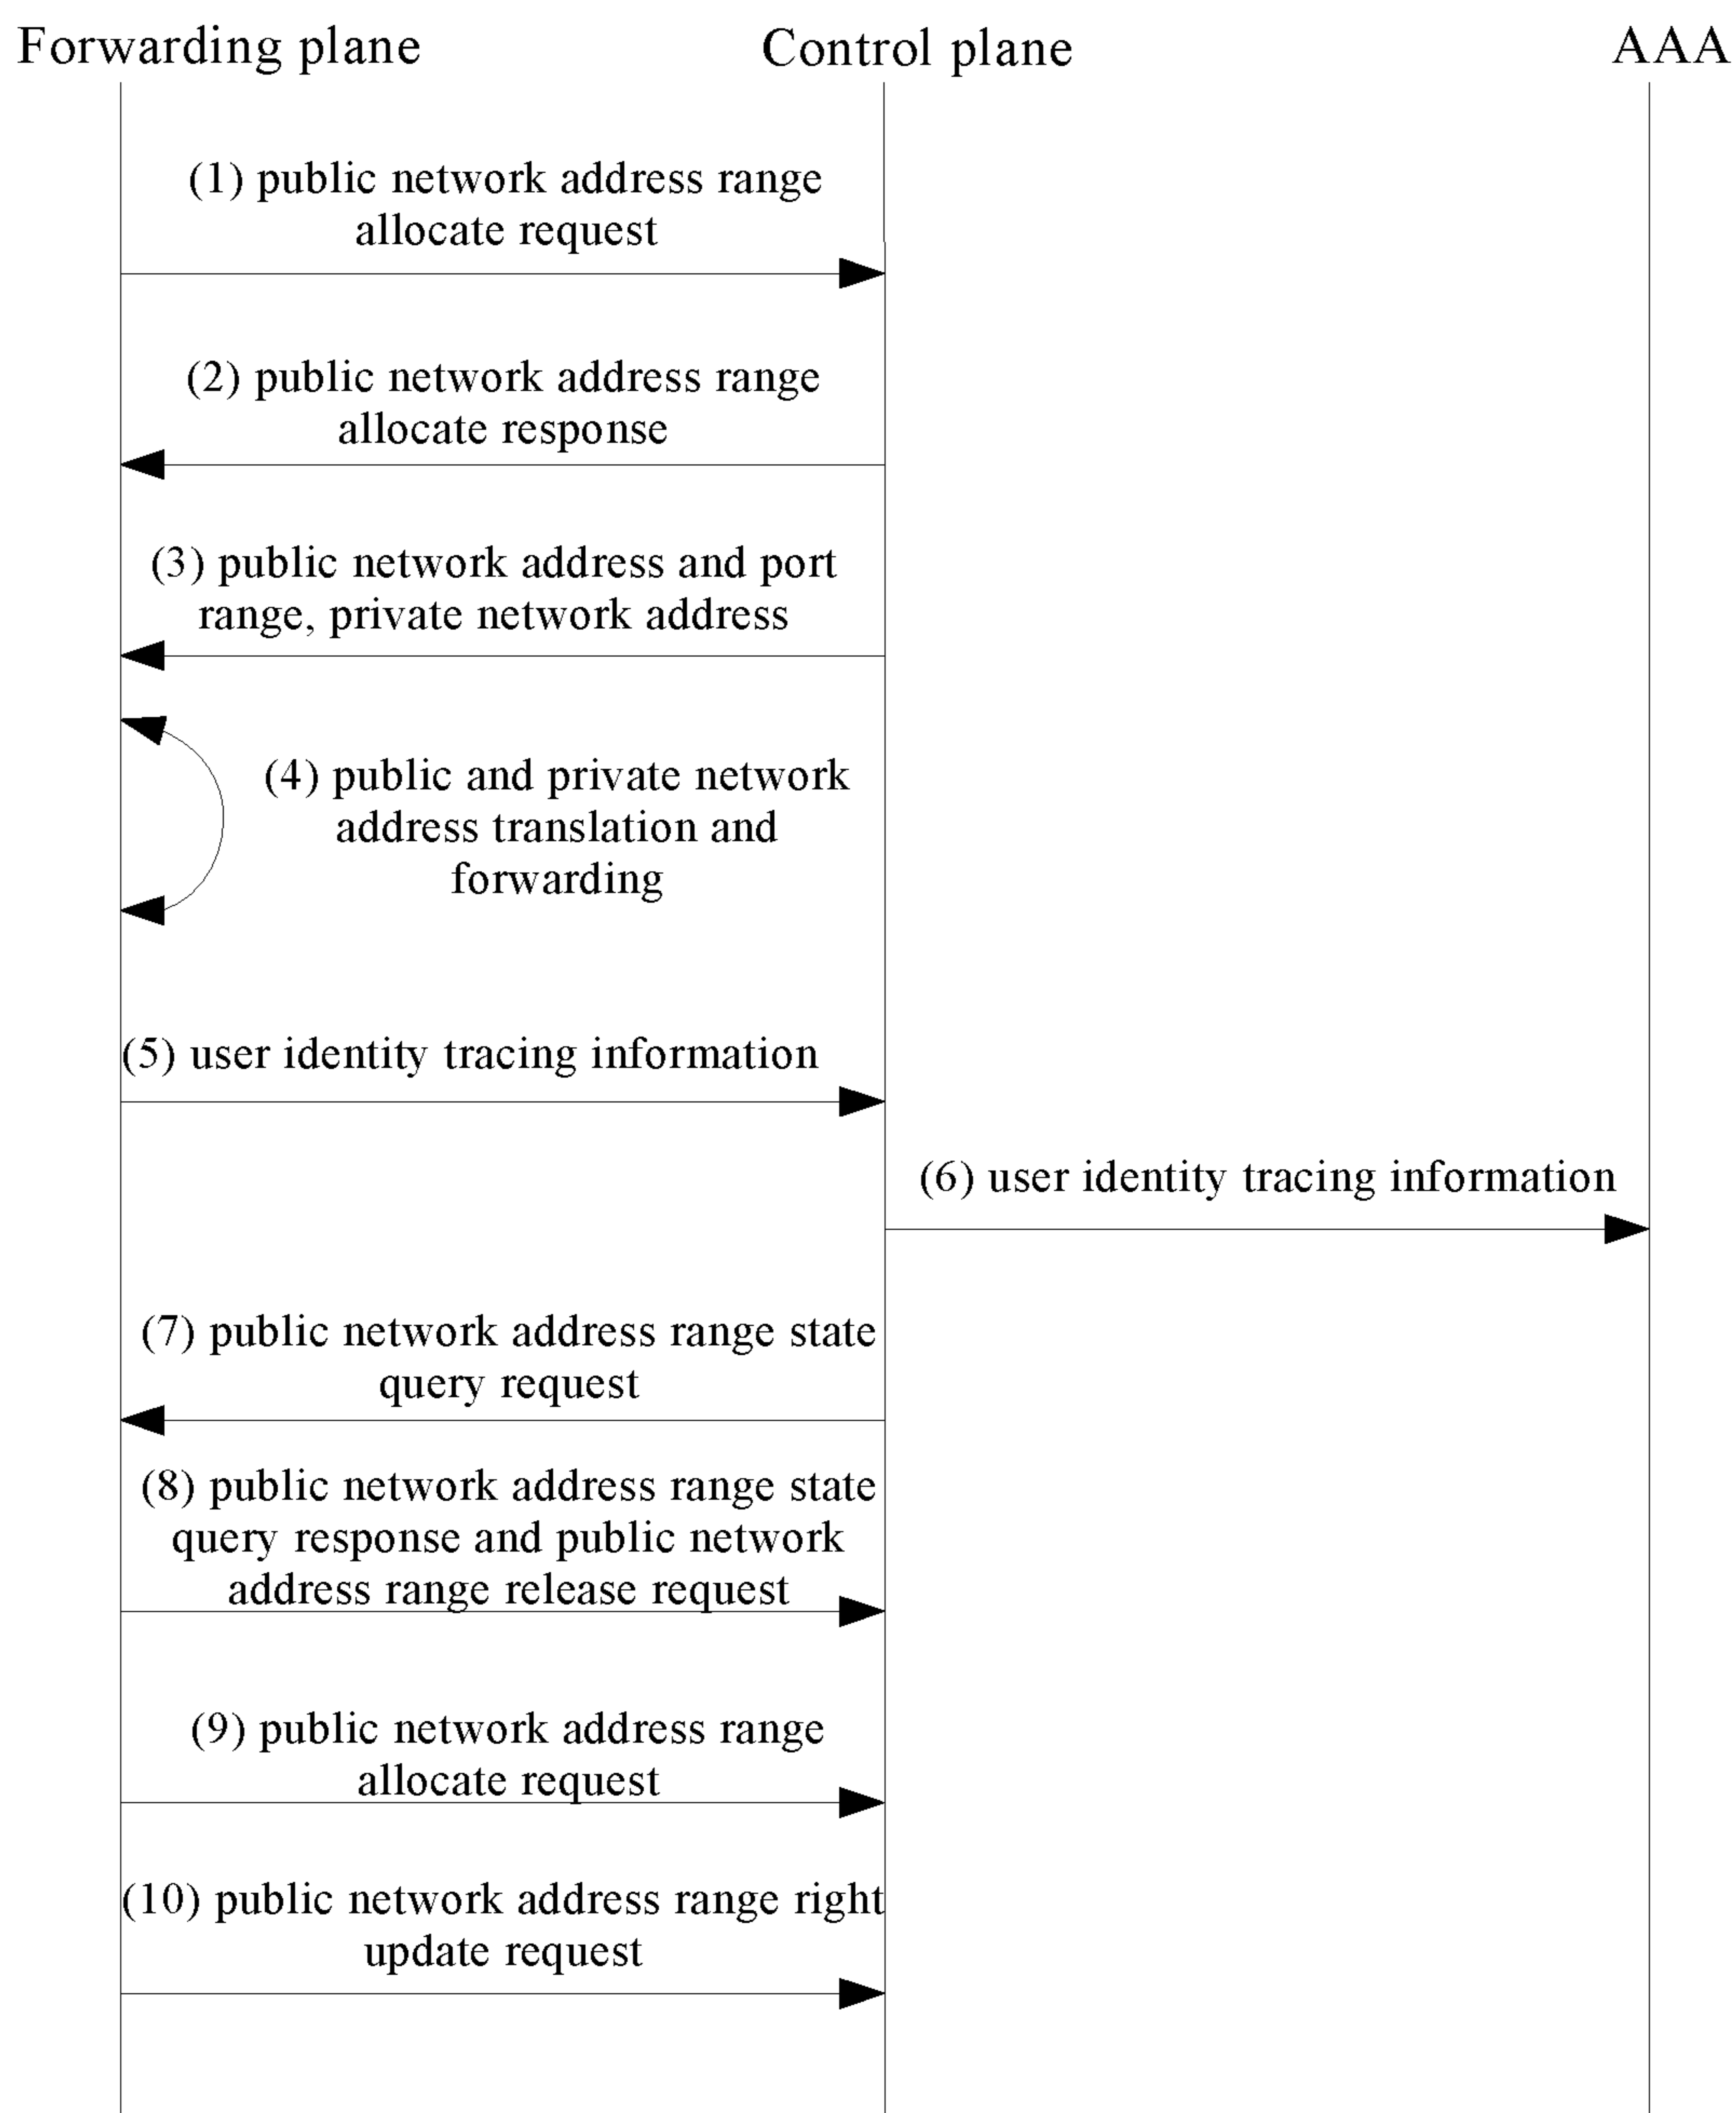 Forwarding plane
Control plane
AAA
(1) public network address range
allocate request
(2) public network address range
allocate response
(3) public network address and port
range, private network address
(4) public and private network
address translation and
forwarding
(5) user identity tracing information
(6) user identity tracing information
(7) public network address range state
query request
(8) public network address range state
query response and public network
address range release request
(9) public network address range
allocate request
(10) public network address range right
update request